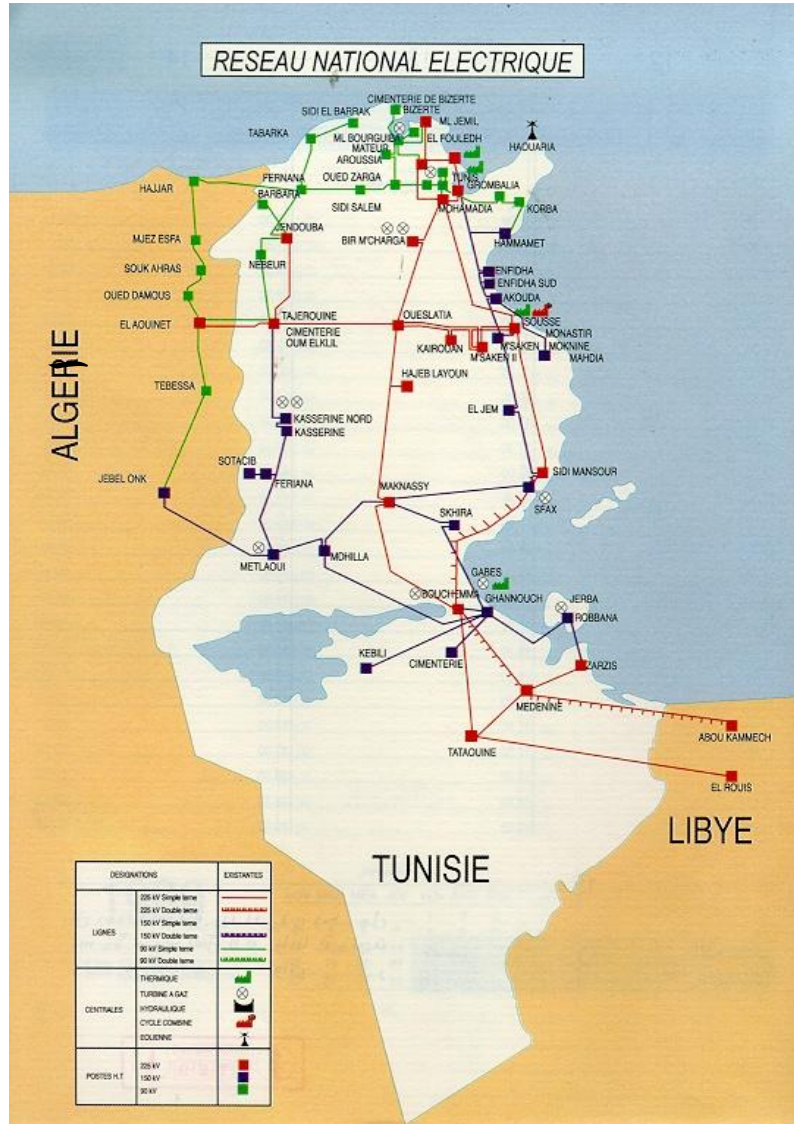 RESEAU NATIONAL ELECTRIQUE
CIMENTERIE DE BIZERTE
BIZERTE
SIDI EL BARRAK
ML JEMIL
TABARKA
ML BOURGUIBA
EL FOULEDH
HAOUARIA
MATEUR
AROUSSIA
FERNANA
OUED ZARGA
TUNIS
GROMBALIA
HAJJAR
BARBARA
SIDI SALEM
MOHAMADIA
KORBA
JENDOUBA
BIR M'CHARGA
HAMMAMET
MJEZ ESFA
NEBEUR
SOUK AHRAS
ENFIDHA
ENFIDHA SUD
OUED DAMOUS
AKOUDA
EL AOUINET
TAJEROUINE
OUESLATIA
SOUSSE
CIMENTERIE
OUM ELKLIL
MONASTIR
KAIROUAN
M'SAKEN
MOKNINE
M'SAKEN II
MAHDIA
ALGERIE
TEBESSA
HAJEB LAYOUN
KASSERINE NORD
EL JEM
KASSERINE
SOTACIB
FERIANA
SIDI MANSOUR
JEBEL ONK
MAKNASSY
SFAX
SKHIRA
METLAOUI
MDHILLA
GABES
BOUCHEMMA
GHANNOUCH
JERBA
ROBBANA
KEBILI
CIMENTERIE
ZARZIS
MEDENINE
ABOU KAMMECH
TATAOUINE
EL ROUIS
LIBYE
TUNISIE
DESIGNATIONS EXISTANTES
LIGNES
225 kV Simple terne
225 kV Double terne
150 kV Simple terne
150 kV Double terne
90 kV Simple terne
90 kV Double terne
CENTRALES
THERMIQUE
TURBINE A GAZ
HYDRAULIQUE
CYCLE COMBINE
EOLIENNE
POSTES H.T
225 kV
150 kV
90 kV